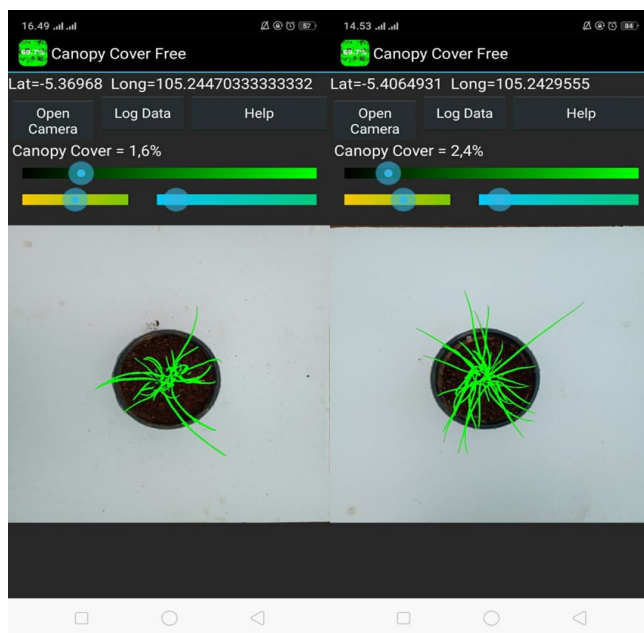 16.49
57
69.7%
Canopy Cover Free
Lat=-5.36968 Long=105.24470333333332
Open Camera
Log Data
Help
Canopy Cover = 1,6%
14.53
84
69.7%
Canopy Cover Free
Lat=-5.4064931 Long=105.2429555
Open Camera
Log Data
Help
Canopy Cover = 2,4%